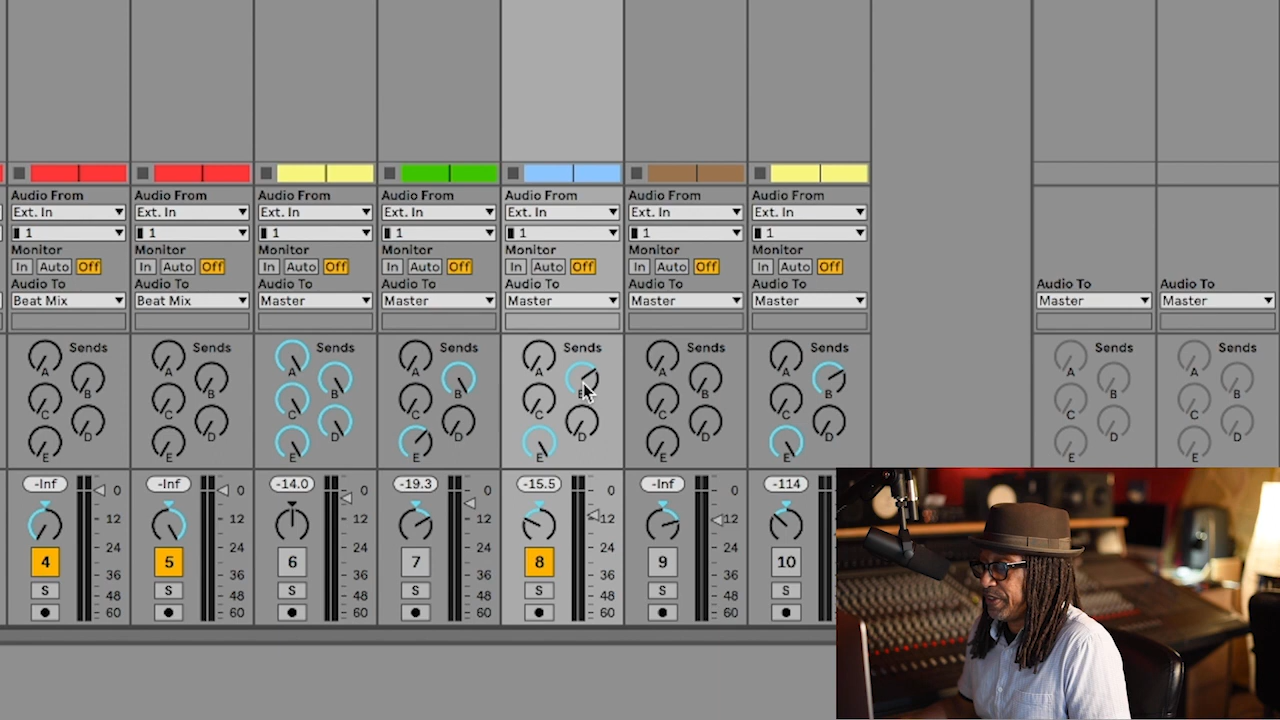 Audio From Audio From Audio From Audio From Audio From Audio From Audio From
Ext. In Ext. In Ext. In Ext. In Ext. In Ext. In Ext. In
1 1 1 1 1 1 1
Monitor Monitor Monitor Monitor Monitor Monitor Monitor
In Auto Off In Auto Off In Auto Off In Auto Off In Auto Off In Auto Off In Auto Off
Audio To Audio To Audio To Audio To Audio To Audio To Audio To Audio To Audio To
Beat Mix Beat Mix Master Master Master Master Master Master Master
Sends Sends Sends Sends Sends Sends Sends Sends Sends
A A A A A A A A A
B B B B B B B B
C C C C C C C C C
D D D D D D D D D
E E E E E E E E E
-Inf 0 -Inf 0 -14.0 0 -19.3 0 -15.5 0 -Inf 0 -114
12 12 12 12 12 12
24 24 24 24 24 24
4 5 6 7 8 9 10
36 36 36 36 36 36
S S S S S S S
48 48 48 48 48 48
60 60 60 60 60 60